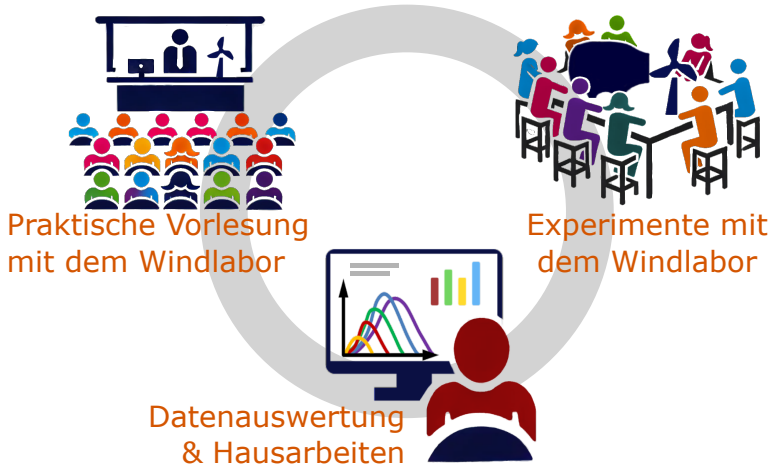 Praktische Vorlesung
mit dem Windlabor
Experimente mit
dem Windlabor
Datenauswertung
& Hausarbeiten